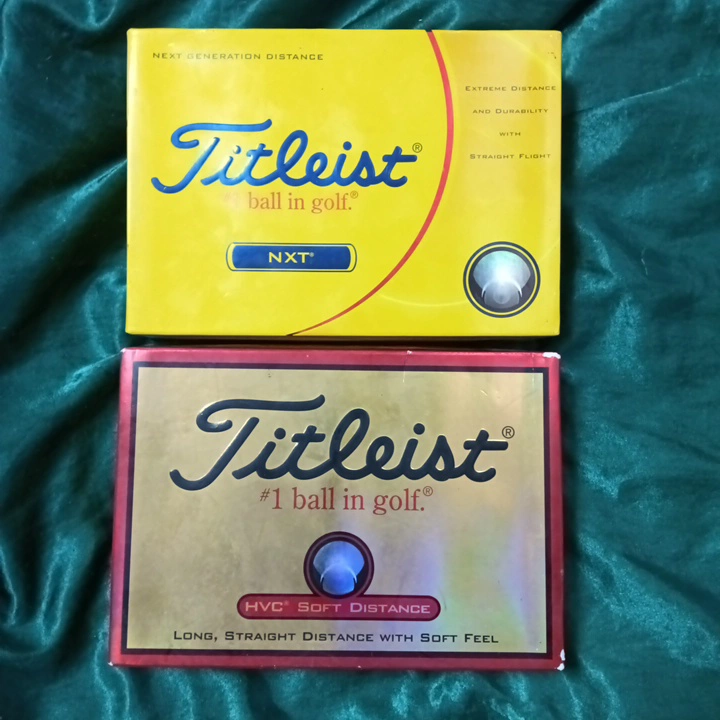 NEXT GENERATION DISTANCE
EXTREME DISTANCE
AND DURABILITY
WITH
STRAIGHT FLIGHT
Titleist®
ball in golf.®
NXT®
Titleist®
#1 ball in golf.®
HVC® SOFT DISTANCE
LONG, STRAIGHT DISTANCE WITH SOFT FEEL